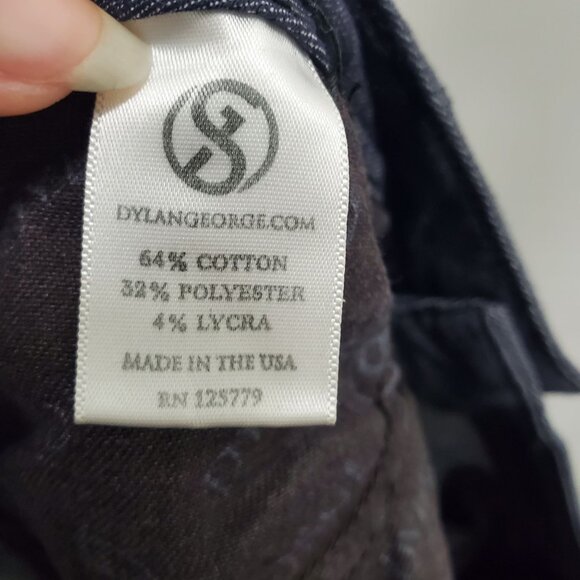 DYLANGEORGE.COM
64% COTTON
32% POLYESTER
4% LYCRA
MADE IN THE USA
RN 125779